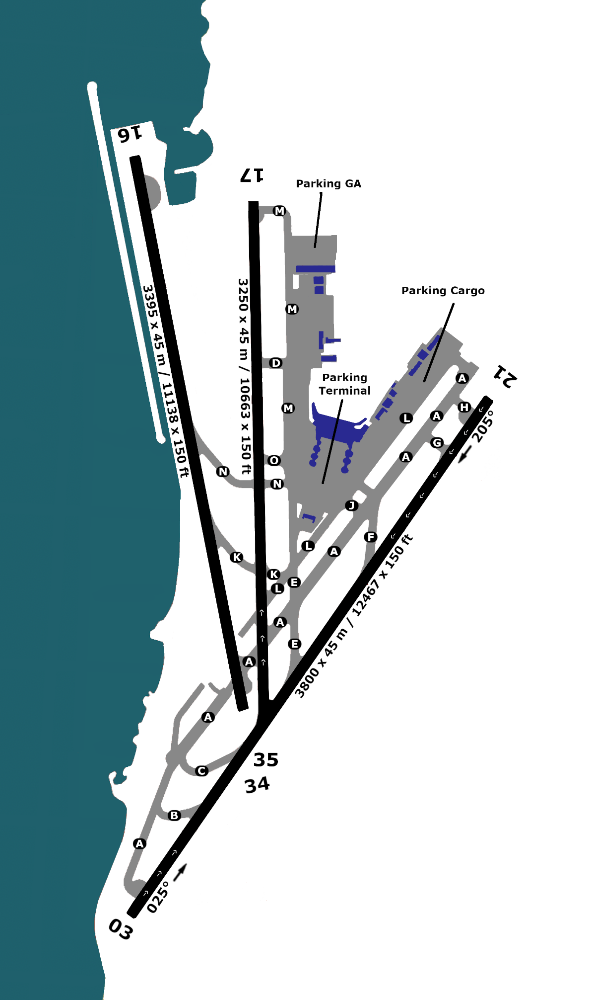 16
17
Parking GA
M
3395 x 45 m / 11138 x 150 ft
3250 x 45 m / 10663 x 150 ft
Parking Cargo
M
D
21
Parking
Terminal
A
M
H
A
L
205°
G
A
O
N
N
J
F
L
A
K
K
E
L
3800 x 45 m / 12467 x 150 ft
A
E
A
A
35
C
34
B
A
025°
03